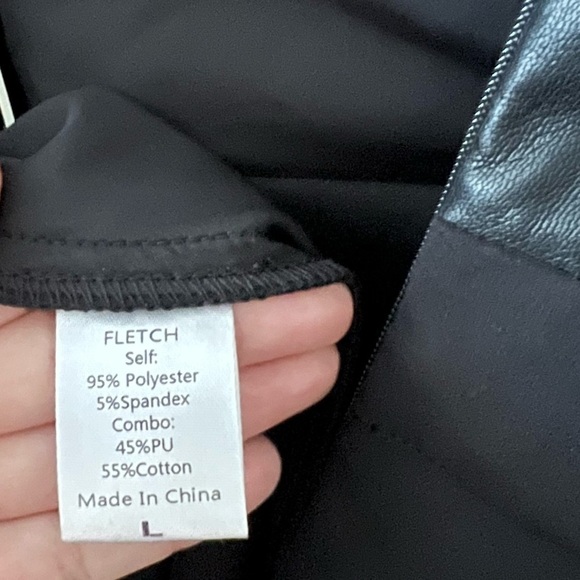 FLETCH
Self:
95% Polyester
5%Spandex
Combo:
45%PU
55%Cotton
Made In China
L